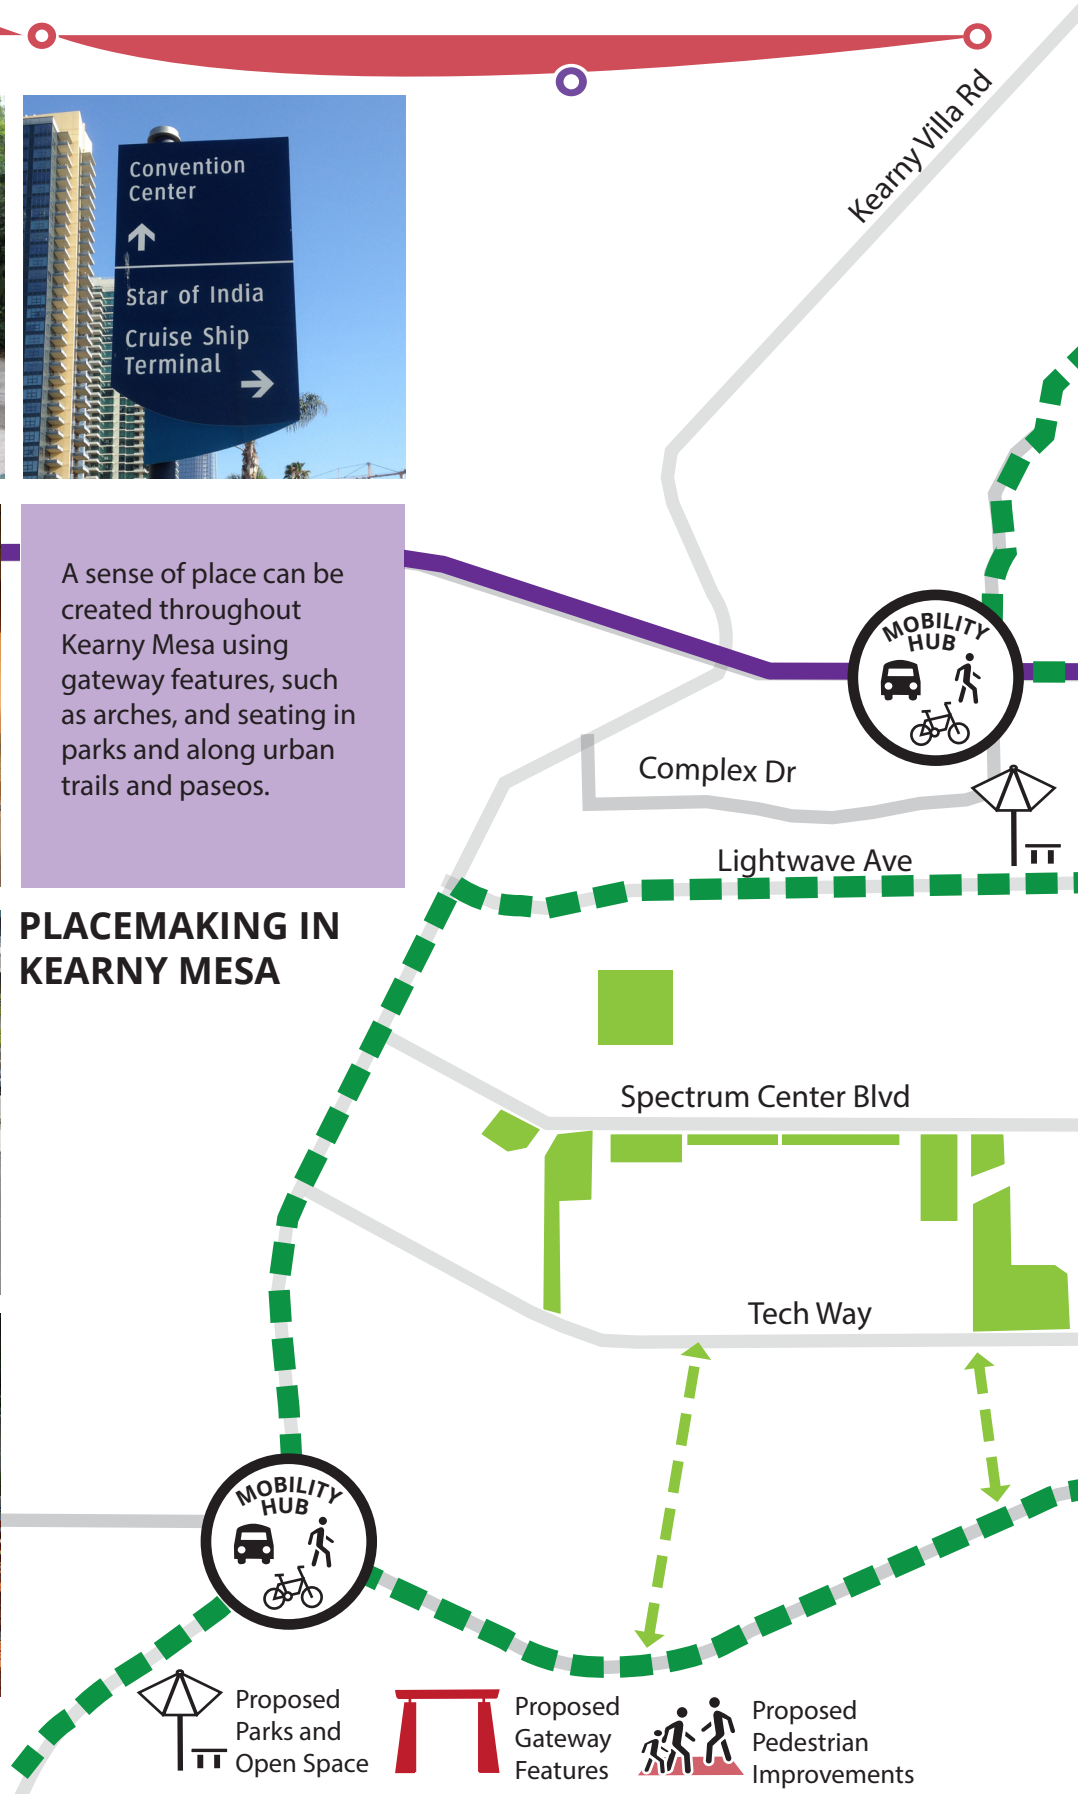 Kearny Villa Rd
Convention
Center
Star of India
Cruise Ship
Terminal
A sense of place can be
created throughout
Kearny Mesa using
gateway features, such
as arches, and seating in
parks and along urban
trails and paseos.
MOBILITY
HUB
Complex Dr
Lightwave Ave
PLACEMAKING IN
KEARNY MESA
Spectrum Center Blvd
Tech Way
MOBILITY
HUB
Proposed
Parks and
Open Space
Proposed
Gateway
Features
Proposed
Pedestrian
Improvements